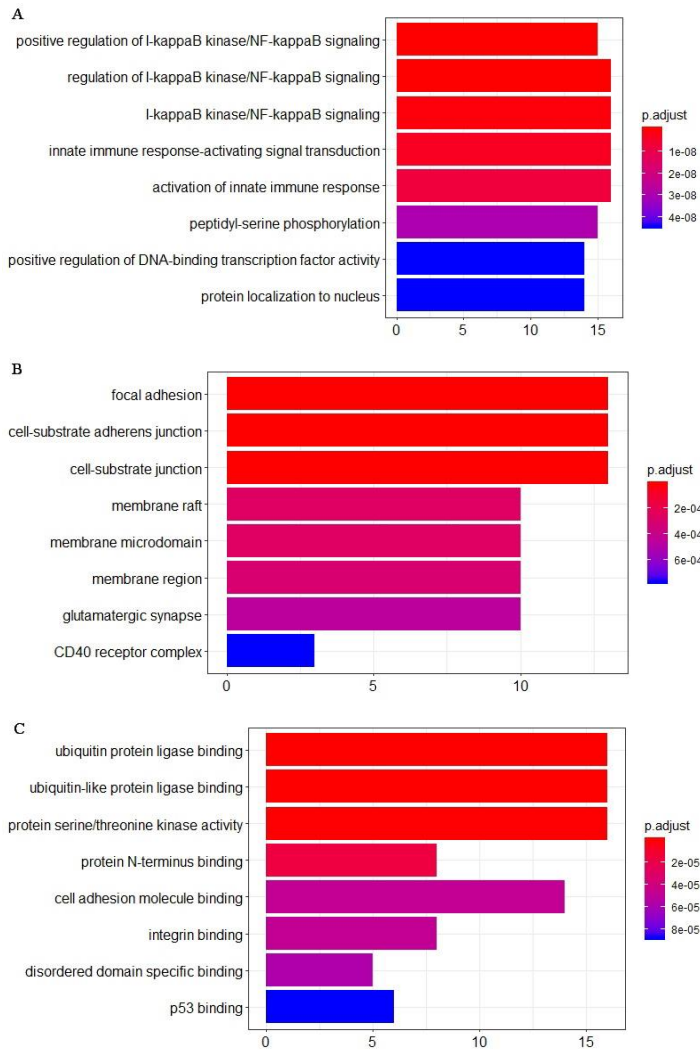 A
positive regulation of I-kappaB kinase/NF-kappaB signaling
regulation of I-kappaB kinase/NF-kappaB signaling
I-kappaB kinase/NF-kappaB signaling
innate immune response-activating signal transduction
activation of innate immune response
peptidyl-serine phosphorylation
positive regulation of DNA-binding transcription factor activity
protein localization to nucleus
0 5 10 15
p.adjust
1e-08
2e-08
3e-08
4e-08
B
focal adhesion
cell-substrate adherens junction
cell-substrate junction
membrane raft
membrane microdomain
membrane region
glutamatergic synapse
CD40 receptor complex
0 5 10
p.adjust
2e-04
4e-04
6e-04
C
ubiquitin protein ligase binding
ubiquitin-like protein ligase binding
protein serine/threonine kinase activity
protein N-terminus binding
cell adhesion molecule binding
integrin binding
disordered domain specific binding
p53 binding
0 5 10 15
p.adjust
2e-05
4e-05
6e-05
8e-05